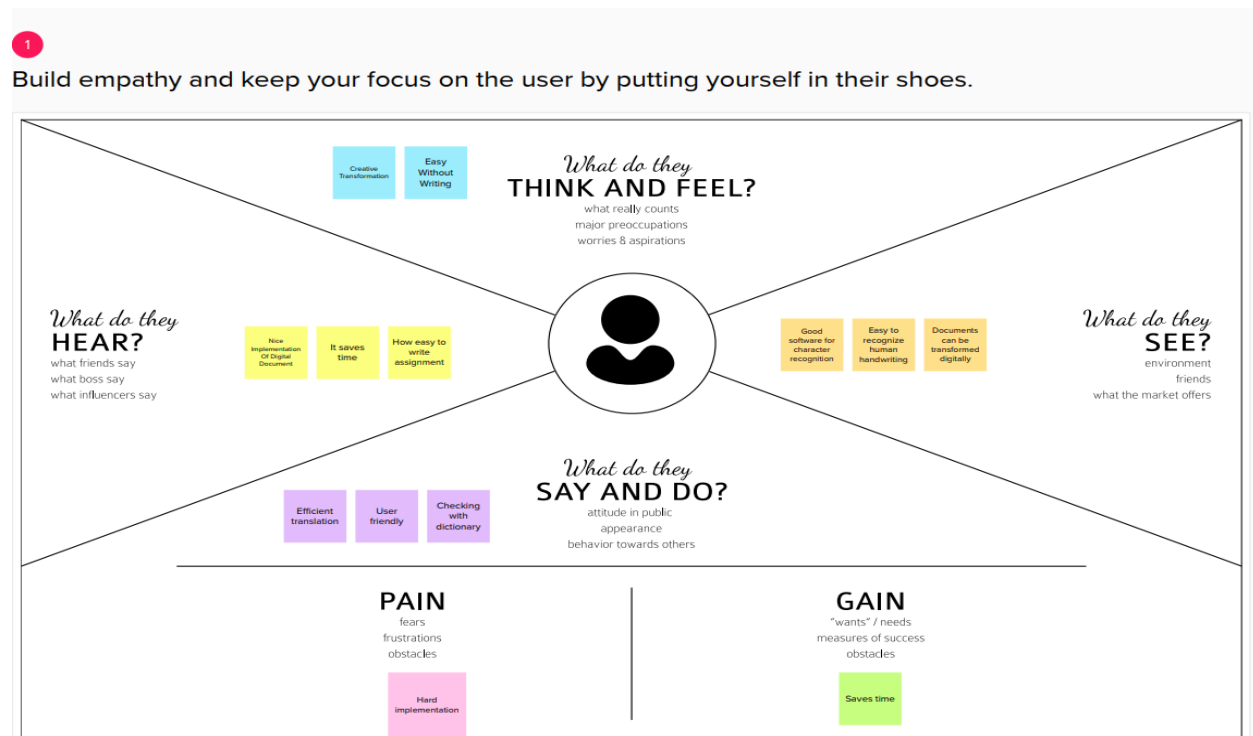 1
Build empathy and keep your focus on the user by putting yourself in their shoes.
Creative
Transformation
Easy
Without
Writing
What do they
THINK AND FEEL?
what really counts
major preoccupations
worries & aspirations
What do they
HEAR?
what friends say
what boss say
what influencers say
Nice
Implementation
Of Digital
Document
It saves
time
How easy to
write
assignment
Good
software for
character
recognition
Easy to
recognize
human
handwriting
Documents
can be
transformed
digitally
What do they
SEE?
environment
friends
what the market offers
What do they
SAY AND DO?
attitude in public
appearance
behavior towards others
Efficient
translation
User
friendly
Checking
with
dictionary
PAIN
fears
frustrations
obstacles
Hard
implementation
GAIN
"wants" / needs
measures of success
obstacles
Saves time